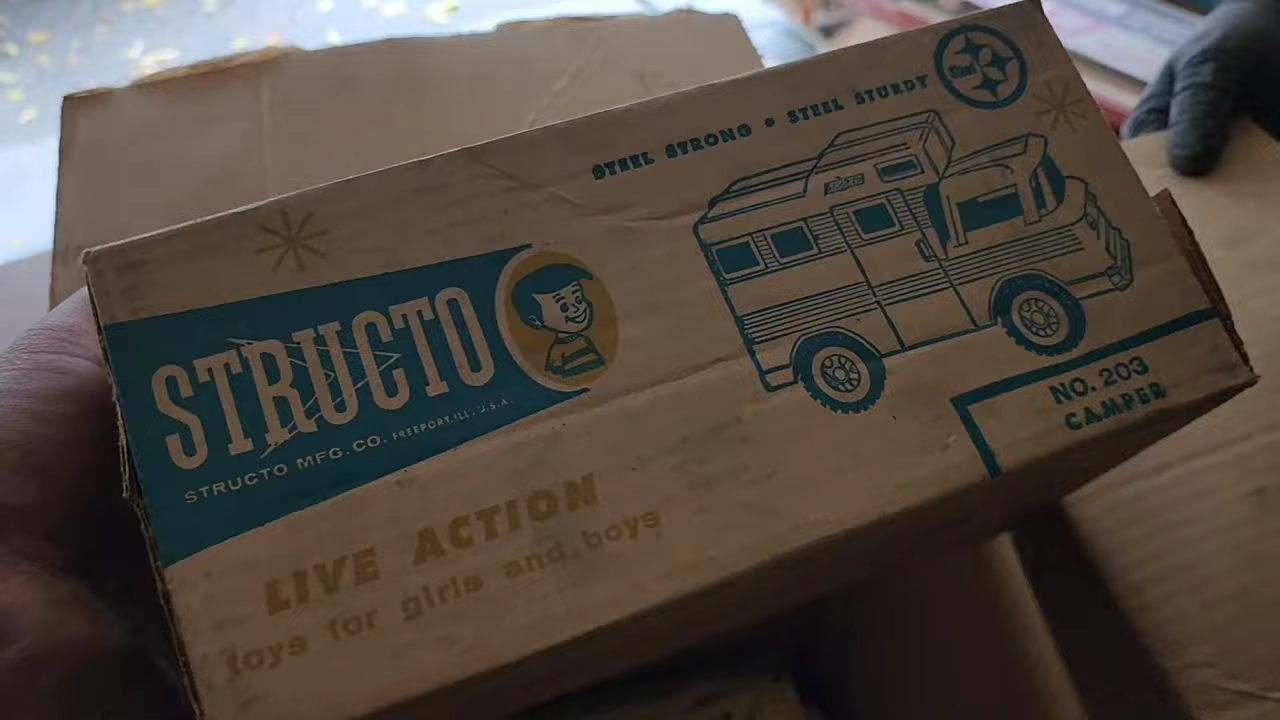 STEEL STRONG • STEEL STURDY
Steel
STRUCTO
STRUCTO MFG. CO. FREEPORT, ILL. U.S.A.
NO. 203
CAMPER
LIVE ACTION
toys for girls and boys